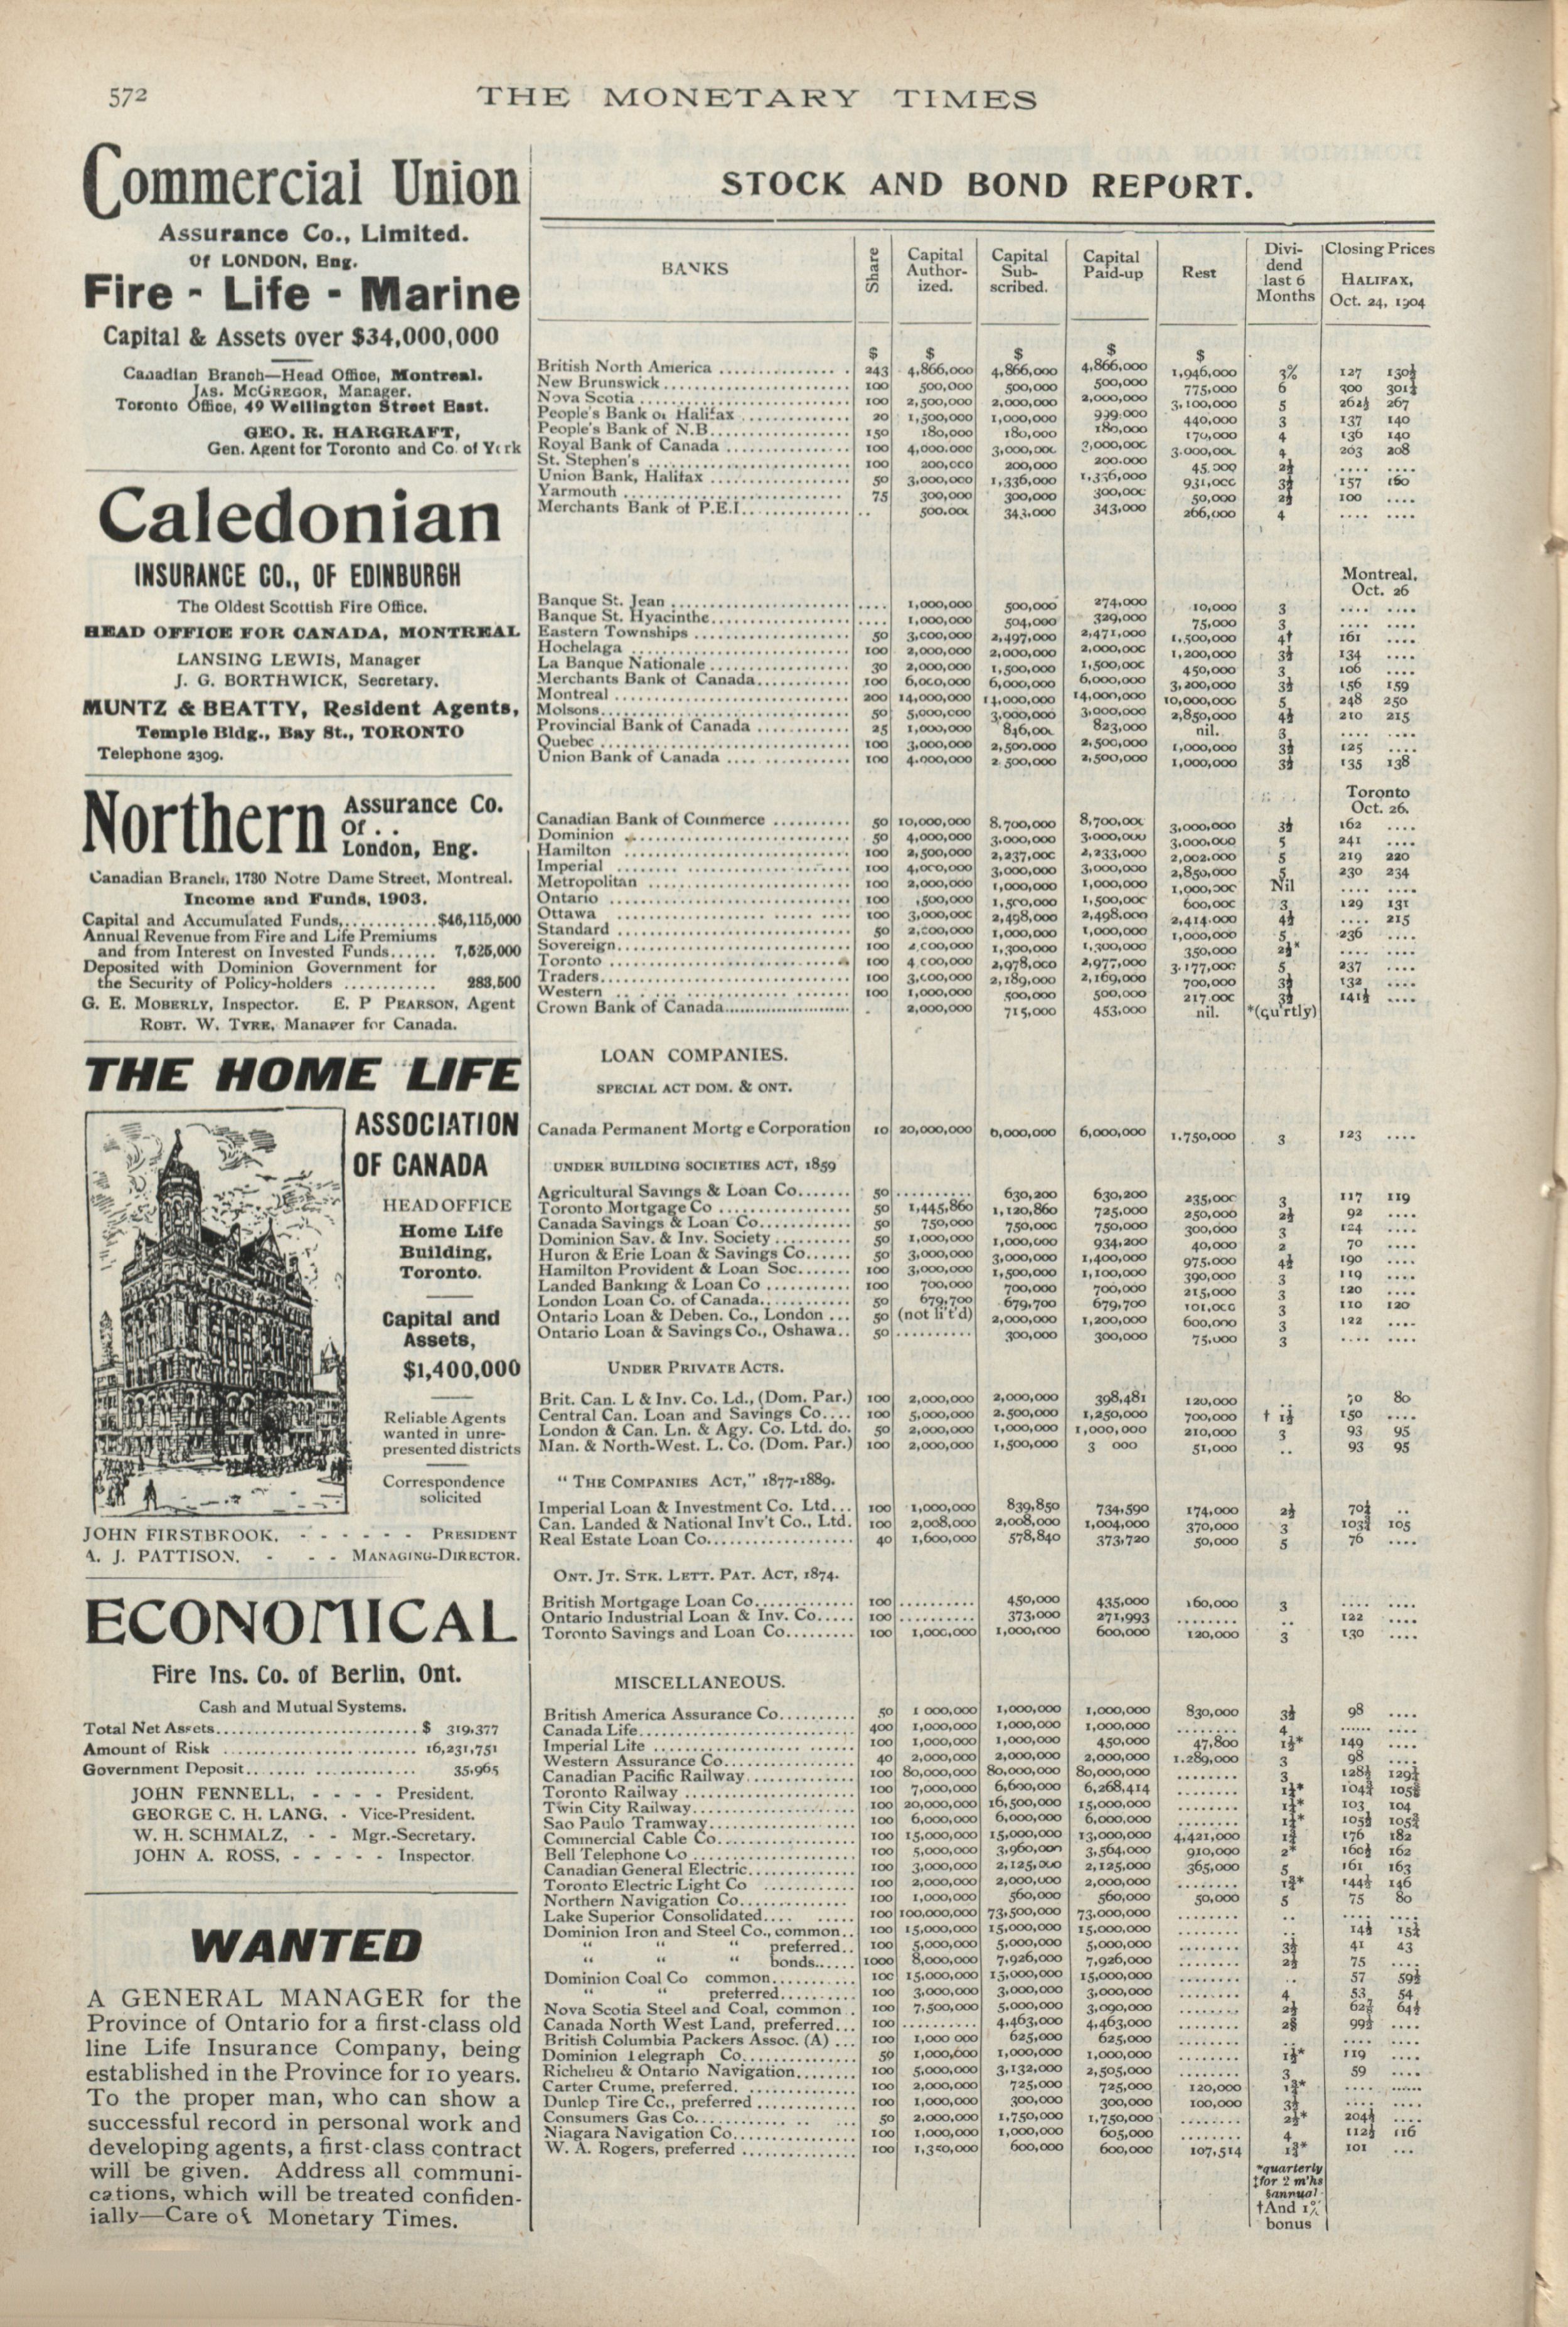 572
THE MONETARY TIMES
Commercial Union
Assurance Co., Limited.
Of LONDON, Eng.
Fire - Life - Marine
Capital & Assets over $34,000,000
Canadian Branch—Head Office, Montreal.
JAS. MCGREGOR, Manager.
Toronto Office, 49 Wellington Street East.
GEO. R. HARGRAFT,
Gen. Agent for Toronto and Co. of York
Caledonian
INSURANCE CO., OF EDINBURGH
The Oldest Scottish Fire Office.
HEAD OFFICE FOR CANADA, MONTREAL
LANSING LEWIS, Manager
J. G. BORTHWICK, Secretary.
MUNTZ & BEATTY, Resident Agents,
Temple Bldg., Bay St., TORONTO
Telephone 2309.
Northern Assurance Co.
Of . .
London, Eng.
Canadian Branch, 1730 Notre Dame Street, Montreal.
Income and Funds, 1903.
Capital and Accumulated Funds,............$46,115,000
Annual Revenue from Fire and Life Premiums
and from Interest on Invested Funds...... 7,525,000
Deposited with Dominion Government for
the Security of Policy-holders ............ 283,500
G. E. MOBERLY, Inspector. E. P PEARSON, Agent
ROBT. W. TYRE, Manager for Canada.
THE HOME LIFE
ASSOCIATION
OF CANADA
HEAD OFFICE
Home Life
Building,
Toronto.
Capital and
Assets,
$1,400,000
Reliable Agents
wanted in unre-
presented districts
Correspondence
solicited
JOHN FIRSTBROOK, - - - - - - PRESIDENT
A. J. PATTISON, - - - MANAGING-DIRECTOR.
ECONOMICAL
Fire Ins. Co. of Berlin, Ont.
Cash and Mutual Systems.
Total Net Assets............................$ 319,377
Amount of Risk ........................ 16,231,751
Government Deposit........................ 35,965
JOHN FENNELL, - - - - President.
GEORGE C. H. LANG, - Vice-President.
W. H. SCHMALZ, - - Mgr.-Secretary.
JOHN A. ROSS, - - - - - Inspector.
WANTED
A GENERAL MANAGER for the
Province of Ontario for a first-class old
line Life Insurance Company, being
established in the Province for 10 years.
To the proper man, who can show a
successful record in personal work and
developing agents, a first-class contract
will be given. Address all communi-
cations, which will be treated confiden-
ially—Care of Monetary Times.
STOCK AND BOND REPORT.
BANKS
Share
Capital Author-ized.
Capital Sub-scribed.
Capital Paid-up
Rest
Divi-dend last 6 Months
Closing Prices
HALIFAX,
Oct. 24, 1904
$ $ $ $ $
British North America 243 4,866,000 4,866,000 4,866,000 1,946,000 3% 127 130½
New Brunswick 100 500,000 500,000 500,000 775,000 6 300 301½
Nova Scotia 100 2,500,000 2,000,000 2,000,000 3,100,000 5 262½ 267
People's Bank of Halifax 20 1,500,000 1,000,000 999,000 440,000 3 137 140
People's Bank of N.B. 150 180,000 180,000 180,000 170,000 4 136 140
Royal Bank of Canada 100 4,000,000 3,000,000 3,000,000 3,000,000 4 203 208
St. Stephen's 100 200,000 200,000 200,000 45,000 2½ .... ....
Union Bank, Halifax 50 3,000,000 1,336,000 1,336,000 931,000 3½ 157 160
Yarmouth 75 300,000 300,000 300,000 50,000 2½ 100 ....
Merchants Bank of P.E.I. .. 500,000 343,000 343,000 266,000 4 .... ....
Montreal,
Oct. 26
Banque St. Jean .... 1,000,000 500,000 274,000 10,000 3 .... ....
Banque St. Hyacinthe .... 1,000,000 504,000 329,000 75,000 3 .... ....
Eastern Townships 50 3,000,000 2,497,000 2,471,000 1,500,000 4† 161 ....
Hochelaga 100 2,000,000 2,000,000 2,000,000 1,200,000 3½ 134 ....
La Banque Nationale 30 2,000,000 1,500,000 1,500,000 450,000 3 106 ....
Merchants Bank of Canada 100 6,000,000 6,000,000 6,000,000 3,200,000 3½ 156 159
Montreal 200 14,000,000 14,000,000 14,000,000 10,000,000 5 248 250
Molsons 50 5,000,000 3,000,000 3,000,000 2,850,000 4½ 210 215
Provincial Bank of Canada 25 1,000,000 846,000 823,000 nil. 3 .... ....
Quebec 100 3,000,000 2,500,000 2,500,000 1,000,000 3½ 125 ....
Union Bank of Canada 100 4,000,000 2 500,000 2,500,000 1,000,000 3½ 135 138
Toronto
Oct. 26.
Canadian Bank of Commerce 50 10,000,000 8,700,000 8,700,000 3,000,000 3½ 162 ....
Dominion 50 4,000,000 3,000,000 3,000,000 3,000,000 5 241 ....
Hamilton 100 2,500,000 2,237,000 2,233,000 2,002,000 5 219 220
Imperial 100 4,000,000 3,000,000 3,000,000 2,850,000 5 230 234
Metropolitan 100 2,000,000 1,000,000 1,000,000 1,000,000 Nil .... ....
Ontario 100 1,500,000 1,500,000 1,500,000 600,000 3 129 131
Ottawa 100 3,000,000 2,498,000 2,498,000 2,414,000 4½ .... 215
Standard 50 2,000,000 1,000,000 1,000,000 1,000,000 5 236 ....
Sovereign 100 2,000,000 1,300,000 1,300,000 350,000 2½* .... ....
Toronto 100 4 000,000 2,978,000 2,977,000 3,177,000 5 237 ....
Traders 100 3,000,000 2,189,000 2,169,000 700,000 3½ 132 ....
Western 100 1,000,000 500,000 500,000 217,000 3½ 141½ ....
Crown Bank of Canada . 2,000,000 715,000 453,000 nil. *(qu'rtly)
LOAN COMPANIES.
SPECIAL ACT DOM. & ONT.
Canada Permanent Mortg e Corporation 10 20,000,000 6,000,000 6,000,000 1,750,000 3 123 ....
UNDER BUILDING SOCIETIES ACT, 1859
Agricultural Savings & Loan Co. 50 .......... 630,200 630,200 235,000 3 117 119
Toronto Mortgage Co 50 1,445,860 1,120,860 725,000 250,000 2½ 92 ....
Canada Savings & Loan Co. 50 750,000 750,000 750,000 300,000 3 124 ....
Dominion Sav. & Inv. Society 50 1,000,000 1,000,000 934,200 40,000 2 70 ....
Huron & Erie Loan & Savings Co. 50 3,000,000 3,000,000 1,400,000 975,000 4½ 190 ....
Hamilton Provident & Loan Soc. 100 3,000,000 1,500,000 1,100,000 390,000 3 119 ....
Landed Banking & Loan Co 100 700,000 700,000 700,000 215,000 3 120 ....
London Loan Co. of Canada 50 679,700 679,700 679,700 101,000 3 110 120
Ontario Loan & Deben. Co., London 50 (not li't'd) 2,000,000 1,200,000 600,000 3 122 ....
Ontario Loan & Savings Co., Oshawa 50 .......... 300,000 300,000 75,000 3 .... ....
UNDER PRIVATE ACTS.
Brit. Can. L & Inv. Co. Ld., (Dom. Par.) 100 2,000,000 2,000,000 398,481 120,000 .. 70 80
Central Can. Loan and Savings Co. 100 5,000,000 2,500,000 1,250,000 700,000 † 1½ 150 ....
London & Can. Ln. & Agy. Co. Ltd. do. 50 2,000,000 1,000,000 1,000,000 210,000 3 93 95
Man. & North-West. L. Co. (Dom. Par.) 100 2,000,000 1,500,000 3 000 51,000 .. 93 95
"THE COMPANIES ACT," 1877-1889.
Imperial Loan & Investment Co. Ltd. 100 1,000,000 839,850 734,590 174,000 2½ 70½ ..
Can. Landed & National Inv't Co., Ltd. 100 2,008,000 2,008,000 1,004,000 370,000 3 103¾ 105
Real Estate Loan Co. 40 1,600,000 578,840 373,720 50,000 5 76 ....
ONT. JT. STK. LETT. PAT. ACT, 1874.
British Mortgage Loan Co. 100 .......... 450,000 435,000 160,000 3 .... ....
Ontario Industrial Loan & Inv. Co. 100 .......... 373,000 271,993 ........ .. 122 ....
Toronto Savings and Loan Co. 100 1,000,000 1,000,000 600,000 120,000 3 130 ....
MISCELLANEOUS.
British America Assurance Co. 50 1 000,000 1,000,000 1,000,000 830,000 3½ 98 ....
Canada Life 400 1,000,000 1,000,000 1,000,000 ........ 4 ...... ....
Imperial Life 100 1,000,000 1,000,000 450,000 47,800 1½* 149 ....
Western Assurance Co. 40 2,000,000 2,000,000 2,000,000 1,289,000 3 98 ....
Canadian Pacific Railway 100 80,000,000 80,000,000 80,000,000 ........ 3 128½ 129½
Toronto Railway 100 7,000,000 6,600,000 6,268,414 ........ 1¼* 104¾ 105
Twin City Railway 100 20,000,000 16,500,000 15,000,000 ........ 1¼* 103 104
Sao Paulo Tramway 100 6,000,000 6,000,000 6,000,000 ........ 1¾* 105½ 105¾
Commercial Cable Co. 100 15,000,000 15,000,000 13,000,000 4,421,000 1¾ 176 182
Bell Telephone Co 100 5,000,000 3,960,000 3,564,000 910,000 2* 160½ 162
Canadian General Electric 100 3,000,000 2,125,000 2,125,000 365,000 5 161 163
Toronto Electric Light Co 100 2,000,000 2,000,000 2,000,000 ........ 1¾* 144½ 146
Northern Navigation Co. 100 1,000,000 560,000 560,000 50,000 5 75 80
Lake Superior Consolidated 100 100,000,000 73,500,000 73,000,000 ........ .. .... ....
Dominion Iron and Steel Co., common 100 15,000,000 15,000,000 15,000,000 ........ .. 14½ 15¼
" " " preferred 100 5,000,000 5,000,000 5,000,000 ........ 3½ 41 43
" " " bonds 1000 8,000,000 7,926,000 7,926,000 ........ 2½ 75 ....
Dominion Coal Co common 100 15,000,000 15,000,000 15,000,000 ........ .. 57 59½
" " preferred 100 3,000,000 3,000,000 3,000,000 ........ 4 53 54
Nova Scotia Steel and Coal, common 100 7,500,000 5,000,000 3,090,000 ........ 2½ 62⅞ 64½
Canada North West Land, preferred 100 .......... 4,463,000 4,463,000 ........ 2§ 99½ ....
British Columbia Packers Assoc. (A) 100 1,000 000 625,000 625,000 ........ .. .... ....
Dominion Telegraph Co. 50 1,000,600 1,000,000 1,000,000 ........ 1½* 119 ....
Richelieu & Ontario Navigation 100 5,000,000 3,132,000 2,505,000 ........ 3 59 ....
Carter Crume, preferred 100 2,000,000 725,000 725,000 120,000 1¾* .... ......
Dunlop Tire Co., preferred 100 1,000,000 300,000 300,000 100,000 3½ .... ....
Consumers Gas Co. 50 2,000,000 1,750,000 1,750,000 ........ 2½* 204½ ....
Niagara Navigation Co. 100 1,000,000 1,000,000 605,000 ........ 4 112½ 116
W. A. Rogers, preferred 100 1,350,000 600,000 600,000 107,514 1¾* 101 ...
*quarterly
‡for 2 m'hs
§annual
†And 1%
bonus